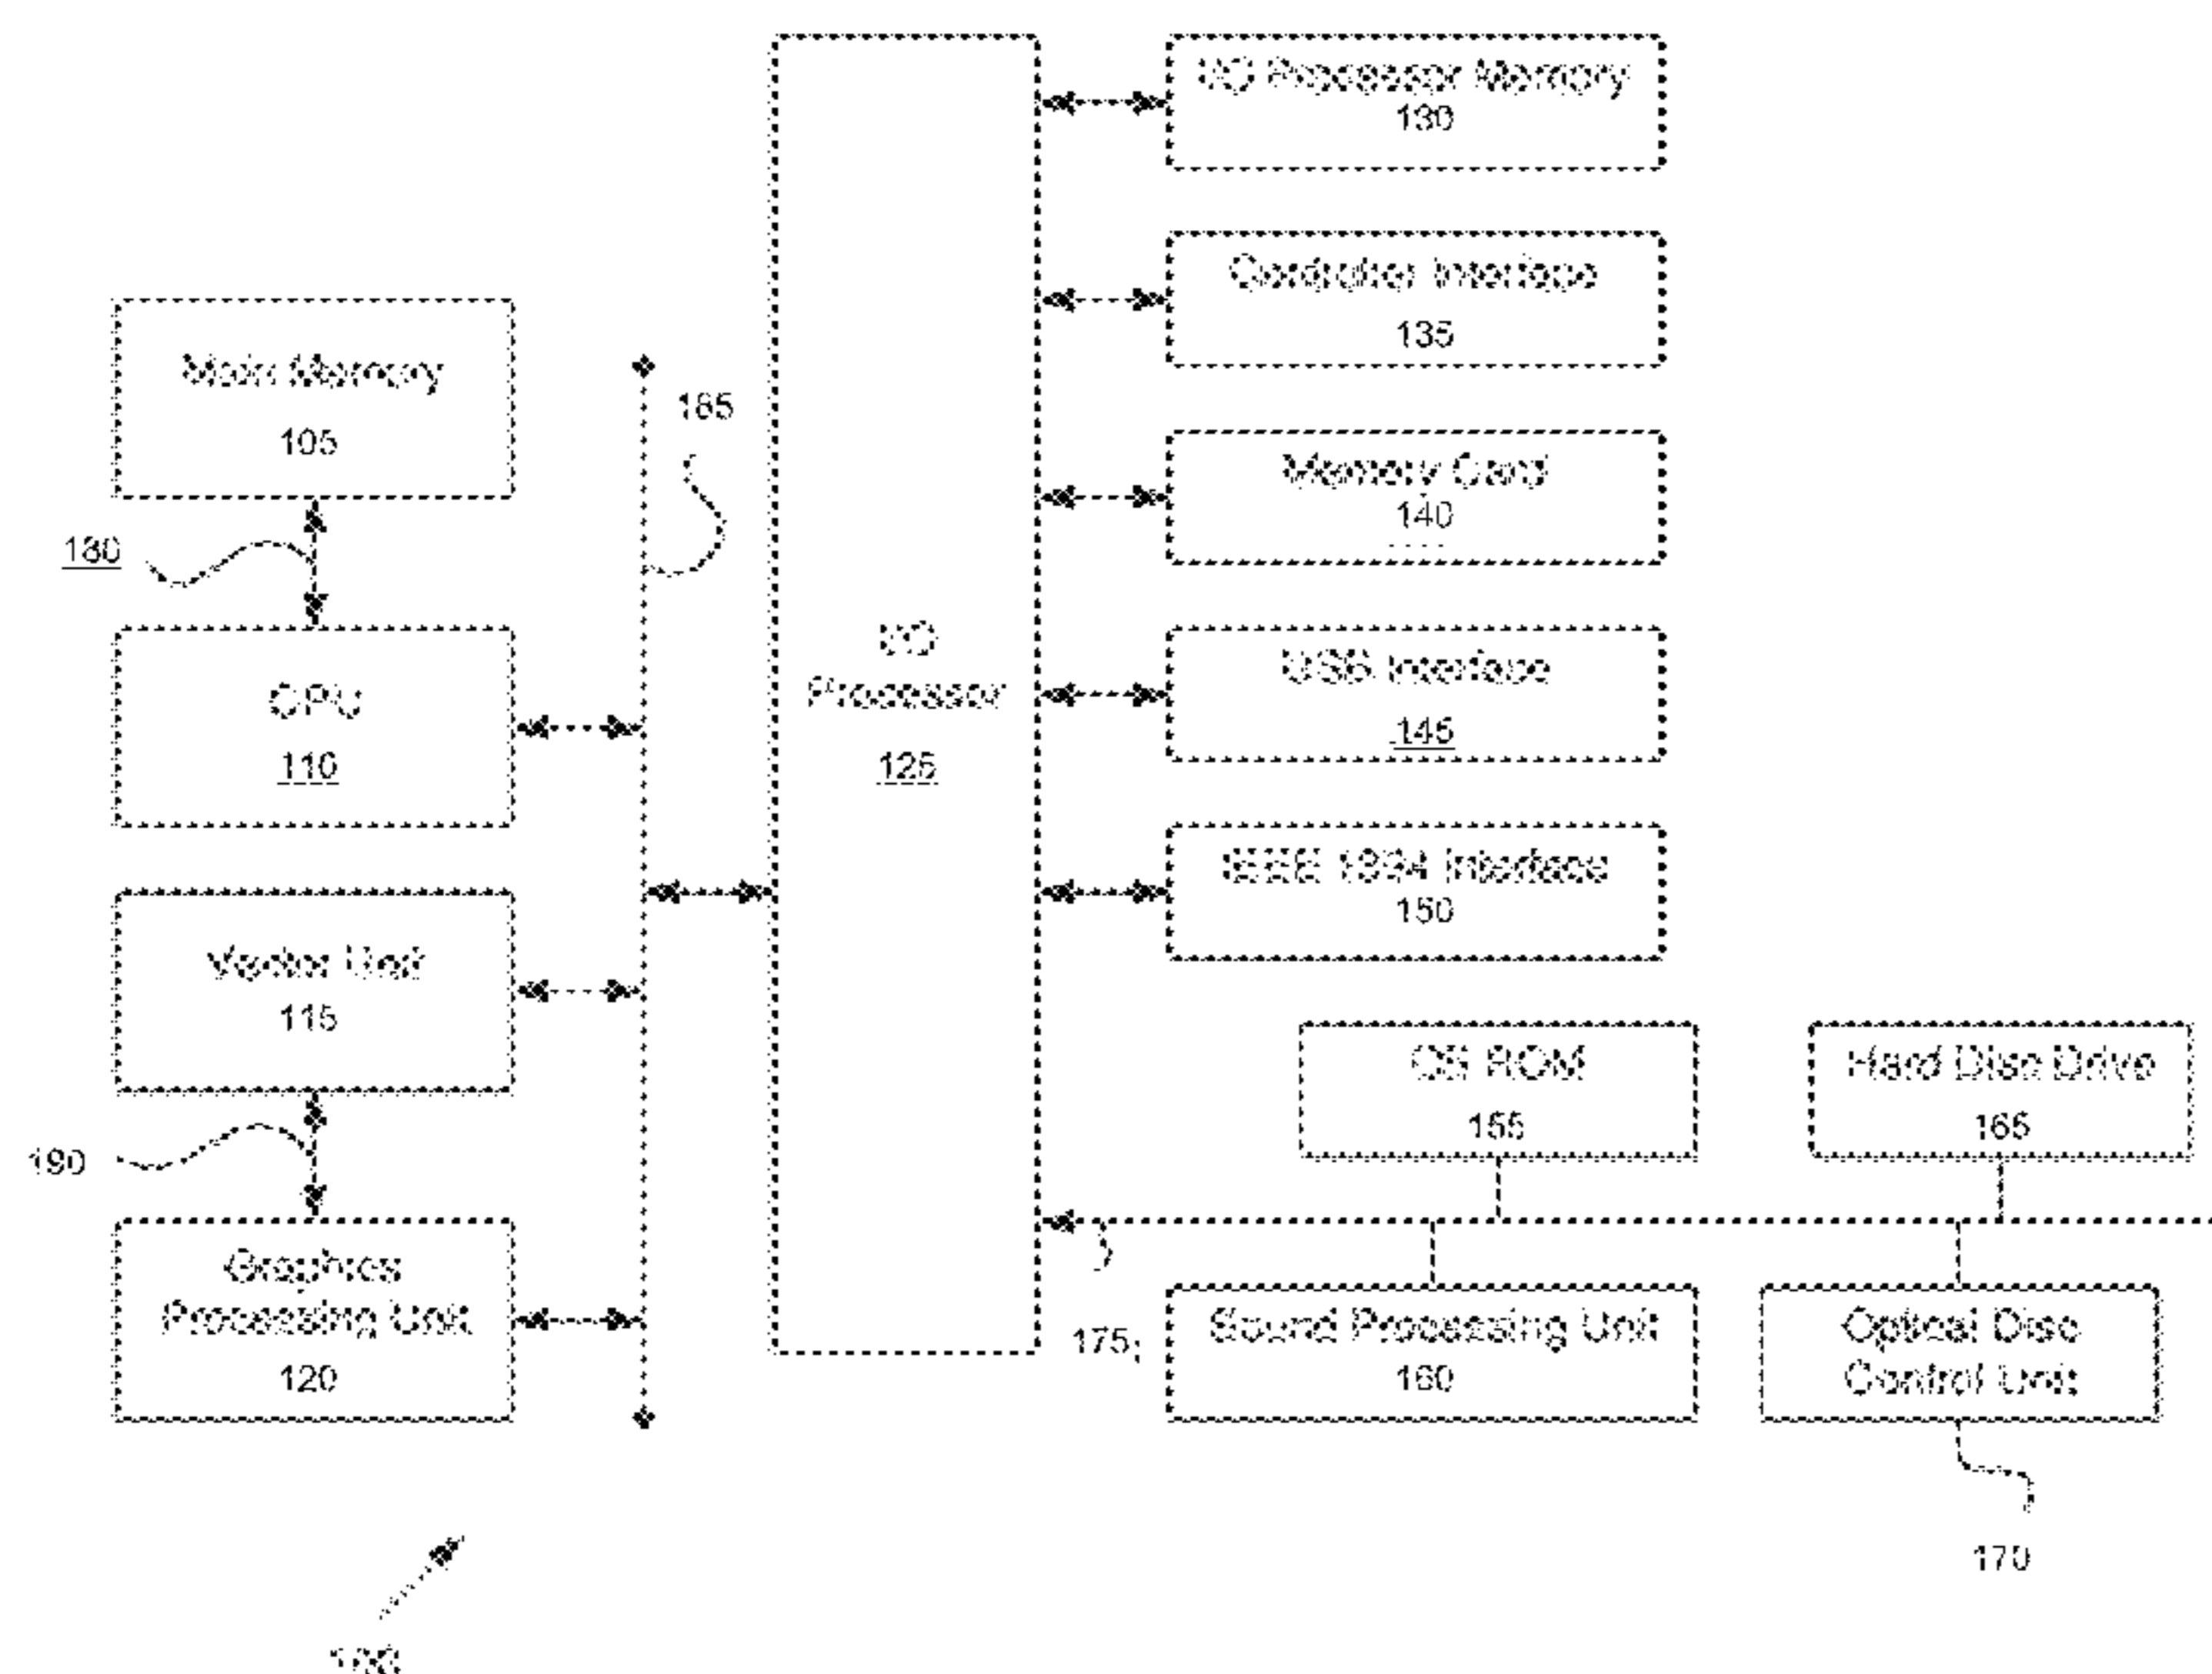 I/O Processor Memory
130
Controller Interface
135
Main Memory
105
185
Memory Card
140
180
I/O
Processor
125
USB Interface
145
CPU
110
IEEE 1394 Interface
150
Vector Unit
115
OS ROM
155
Hard Disc Drive
165
190
Graphics
Processing Unit
120
175
Sound Processing Unit
160
Optical Disc
Control Unit
170
100